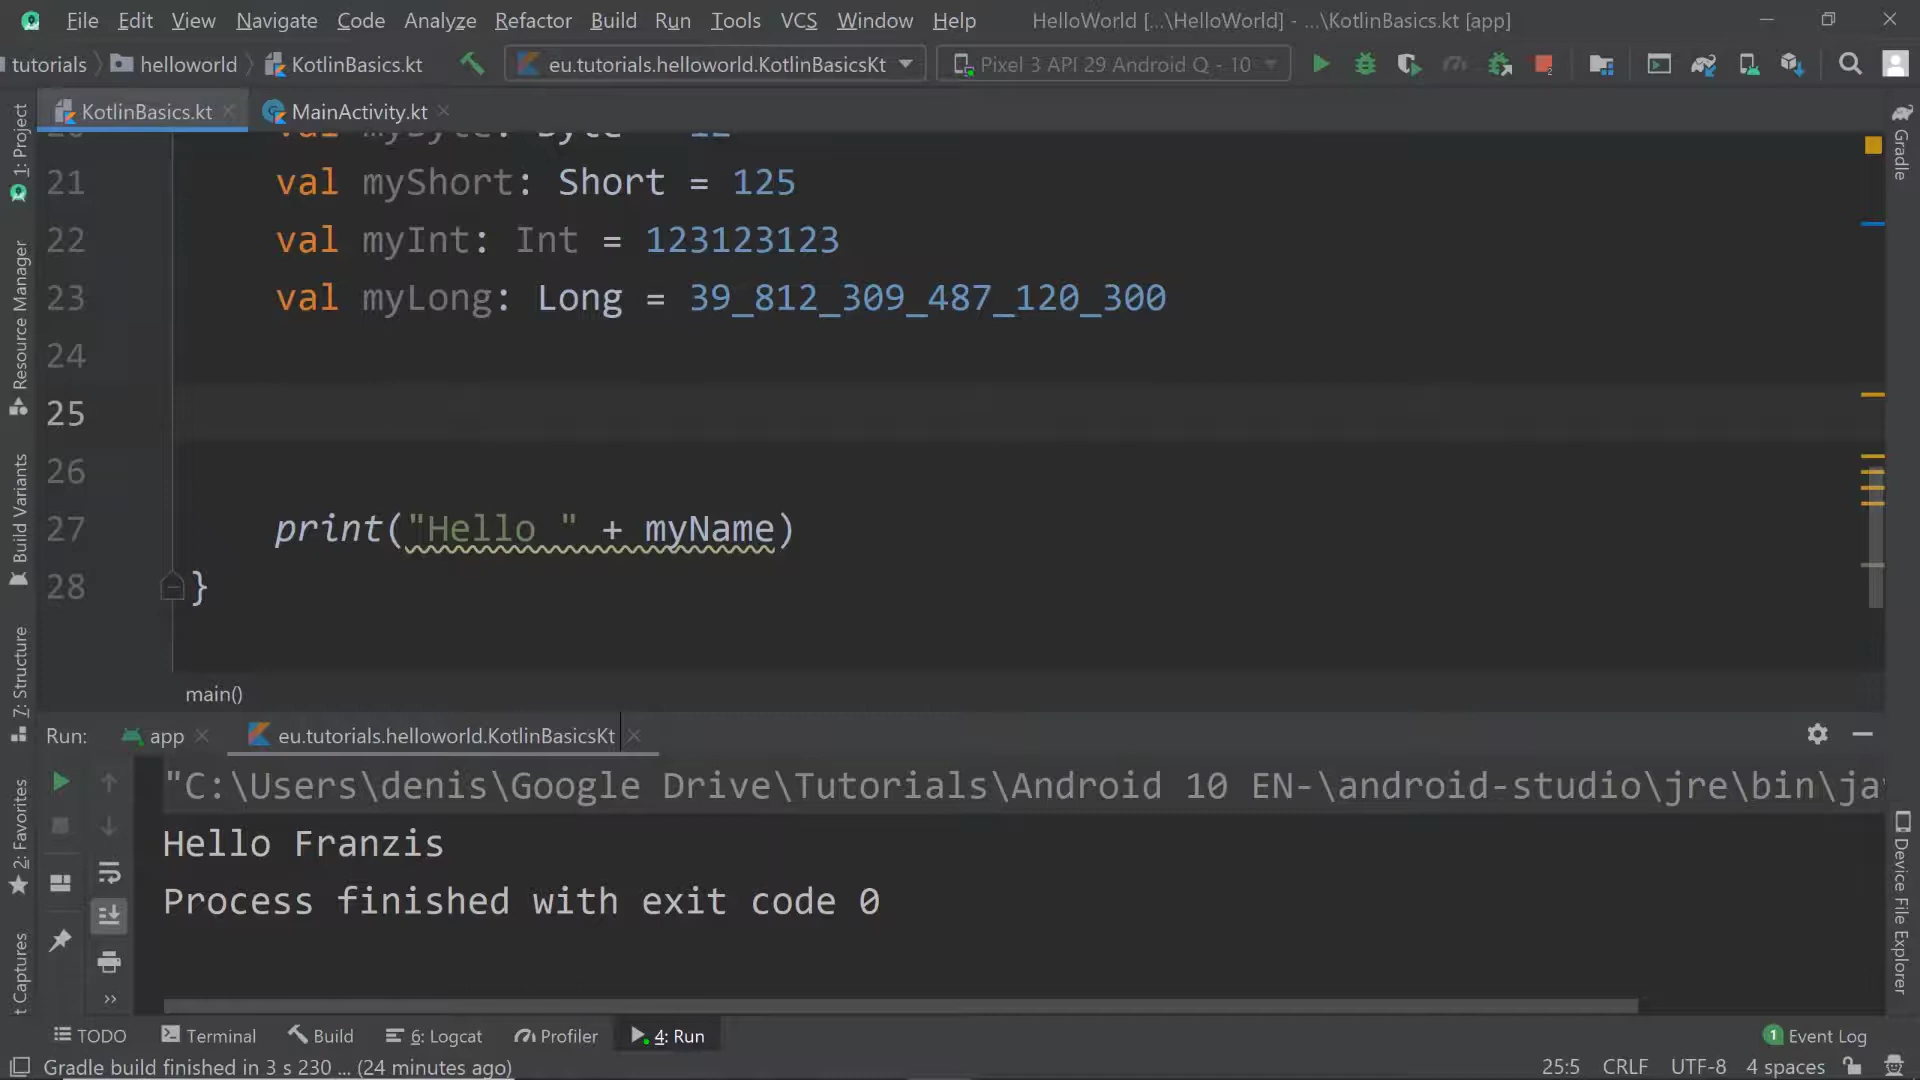 File Edit View Navigate Code Analyze Refactor Build Run Tools VCS Window Help HelloWorld [...\HelloWorld] - ...\KotlinBasics.kt [app]
tutorials helloworld KotlinBasics.kt eu.tutorials.helloworld.KotlinBasicsKt Pixel 3 API 29 Android Q - 10
KotlinBasics.kt MainActivity.kt
20 val myByte: Byte = 12
21 val myShort: Short = 125
22 val myInt: Int = 123123123
23 val myLong: Long = 39_812_309_487_120_300
24
25
26
27 print("Hello " + myName)
28 }
main()
1: Project
Resource Manager
Build Variants
7: Structure
2: Favorites
t Captures
Gradle
Device File Explorer
Run: app eu.tutorials.helloworld.KotlinBasicsKt
"C:\Users\denis\Google Drive\Tutorials\Android 10 EN-\android-studio\jre\bin\ja
Hello Franzis
Process finished with exit code 0
TODO Terminal Build 6: Logcat Profiler 4: Run 1 Event Log
Gradle build finished in 3 s 230 ... (24 minutes ago) 25:5 CRLF UTF-8 4 spaces